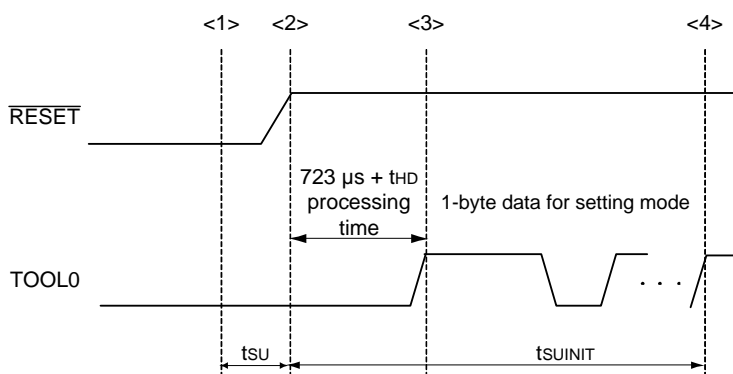 <1> <2> <3> <4>
RESET
723 µs + tHD
processing
time
1-byte data for setting mode
TOOL0
. . .
tSU
tSUINIT